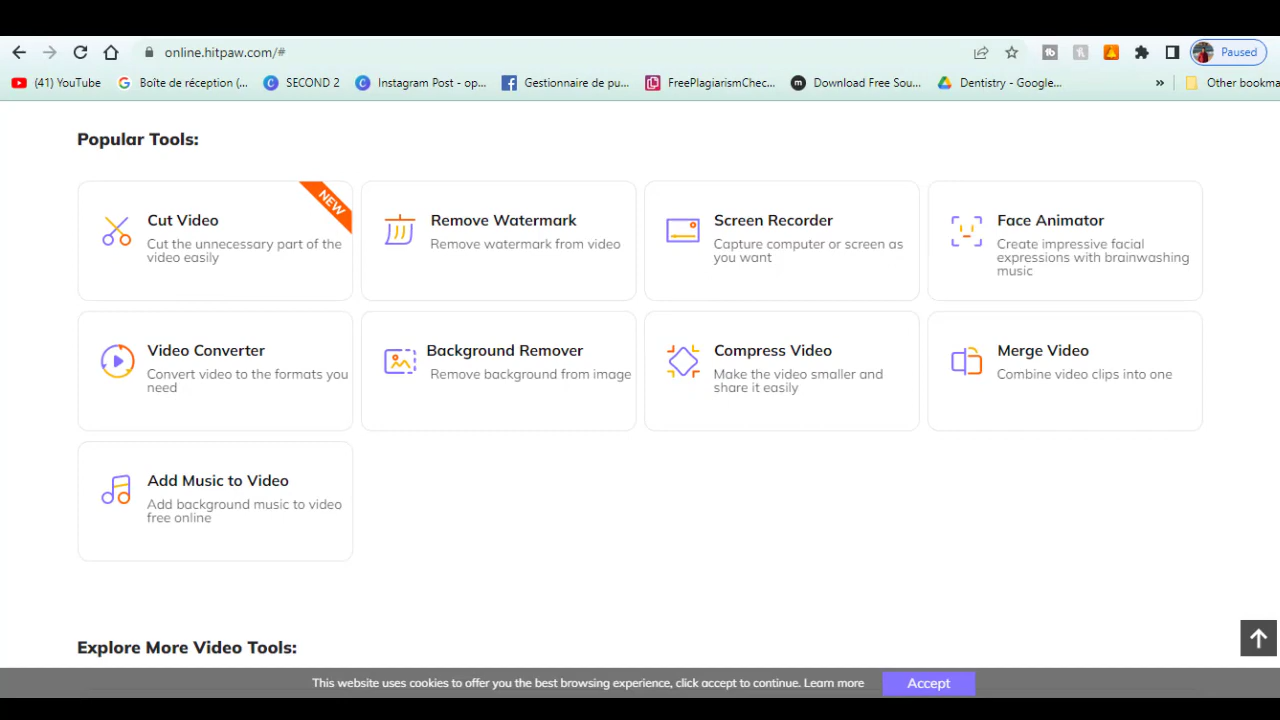 online.hitpaw.com/#
Paused
(41) YouTube
Boîte de réception (...
SECOND 2
Instagram Post - op...
Gestionnaire de pu...
FreePlagiarismChec...
Download Free Sou...
Dentistry - Google...
»
Other bookma
Popular Tools:
NEW
Cut Video
Cut the unnecessary part of the
video easily
Remove Watermark
Remove watermark from video
Screen Recorder
Capture computer or screen as
you want
Face Animator
Create impressive facial
expressions with brainwashing
music
Video Converter
Convert video to the formats you
need
Background Remover
Remove background from image
Compress Video
Make the video smaller and
share it easily
Merge Video
Combine video clips into one
Add Music to Video
Add background music to video
free online
Explore More Video Tools:
This website uses cookies to offer you the best browsing experience, click accept to continue. Learn more
Accept